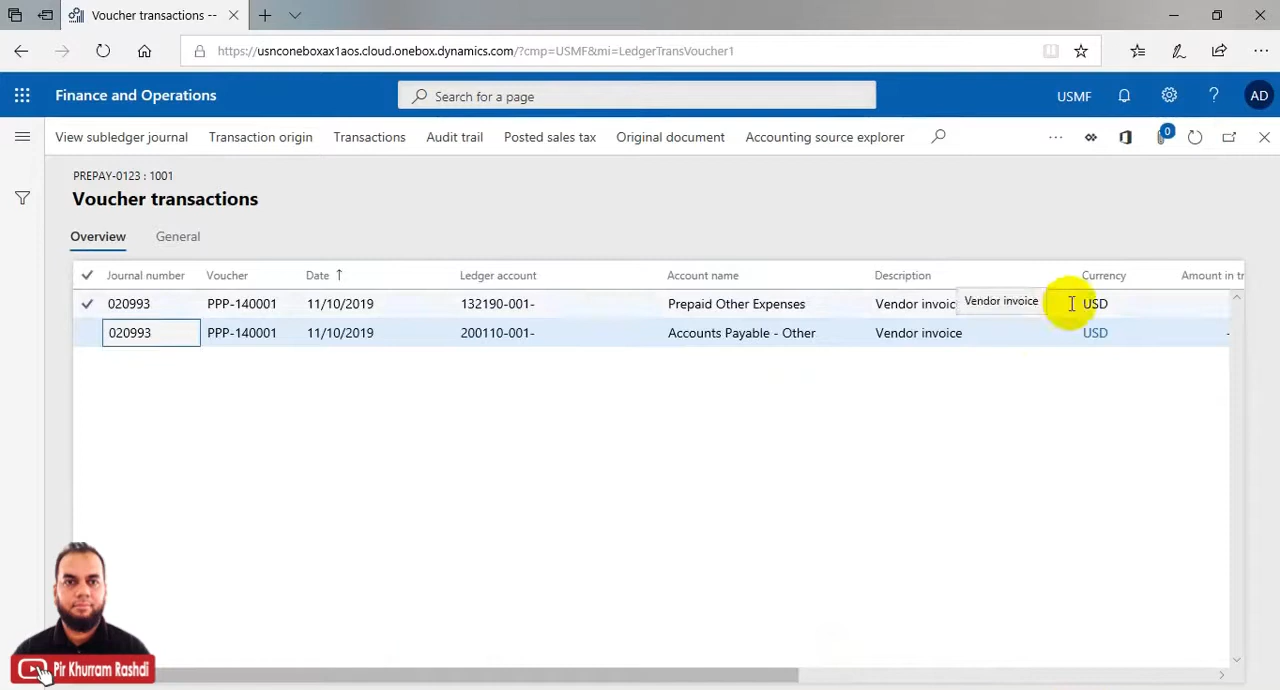 Voucher transactions --
https://usnconeboxax1aos.cloud.onebox.dynamics.com/?cmp=USMF&mi=LedgerTransVoucher1
Finance and Operations
Search for a page
USMF
?
AD
View subledger journal
Transaction origin
Transactions
Audit trail
Posted sales tax
Original document
Accounting source explorer
0
PREPAY-0123 : 1001
Voucher transactions
Overview
General
Journal number Voucher Date Ledger account Account name Description Currency Amount in tr
020993 PPP-140001 11/10/2019 132190-001- Prepaid Other Expenses Vendor invoic USD
Vendor invoice
020993 PPP-140001 11/10/2019 200110-001- Accounts Payable - Other Vendor invoice USD -
Pir Khurram Rashdi